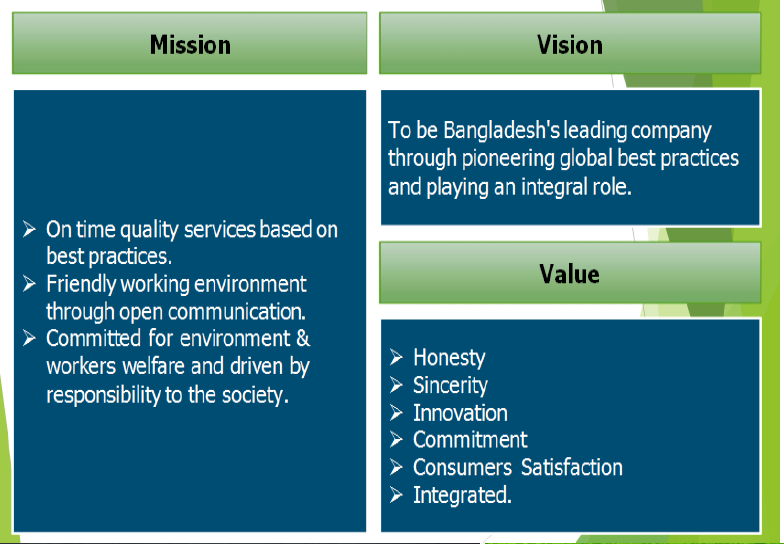 Mission
➢ On time quality services based on
best practices.
➢ Friendly working environment
through open communication.
➢ Committed for environment &
workers welfare and driven by
responsibility to the society.
Vision
To be Bangladesh's leading company
through pioneering global best practices
and playing an integral role.
Value
➢ Honesty
➢ Sincerity
➢ Innovation
➢ Commitment
➢ Consumers Satisfaction
➢ Integrated.